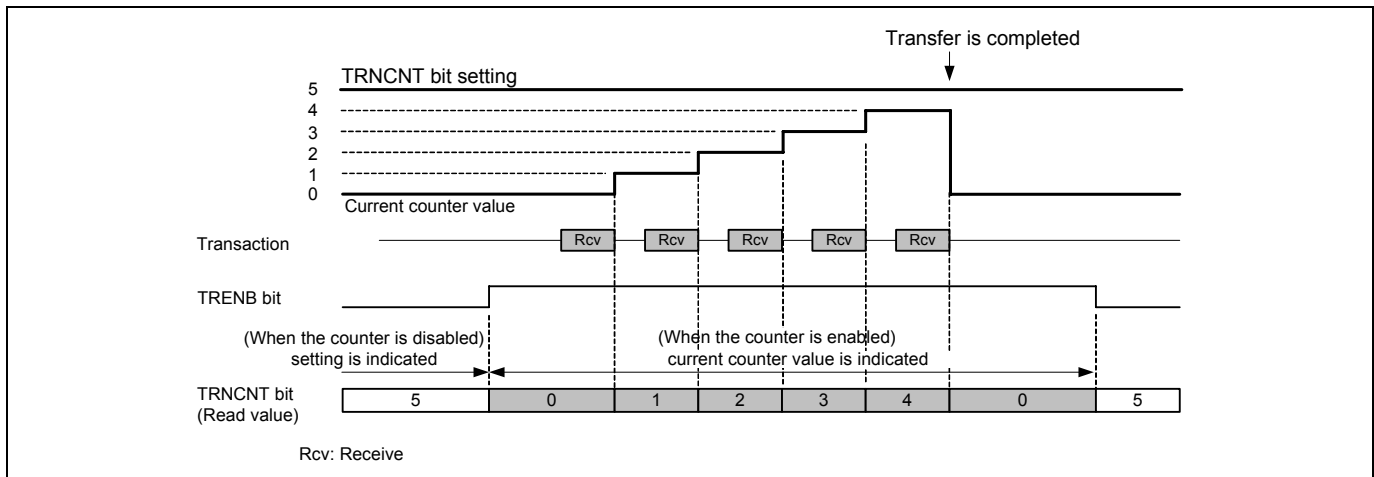 Transfer is completed
TRNCNT bit setting
5
4
3
2
1
0
Current counter value
Transaction
Rcv Rcv Rcv Rcv Rcv
TRENB bit
(When the counter is disabled) (When the counter is enabled)
setting is indicated current counter value is indicated
TRNCNT bit 5 0 1 2 3 4 0 5
(Read value)
Rcv: Receive